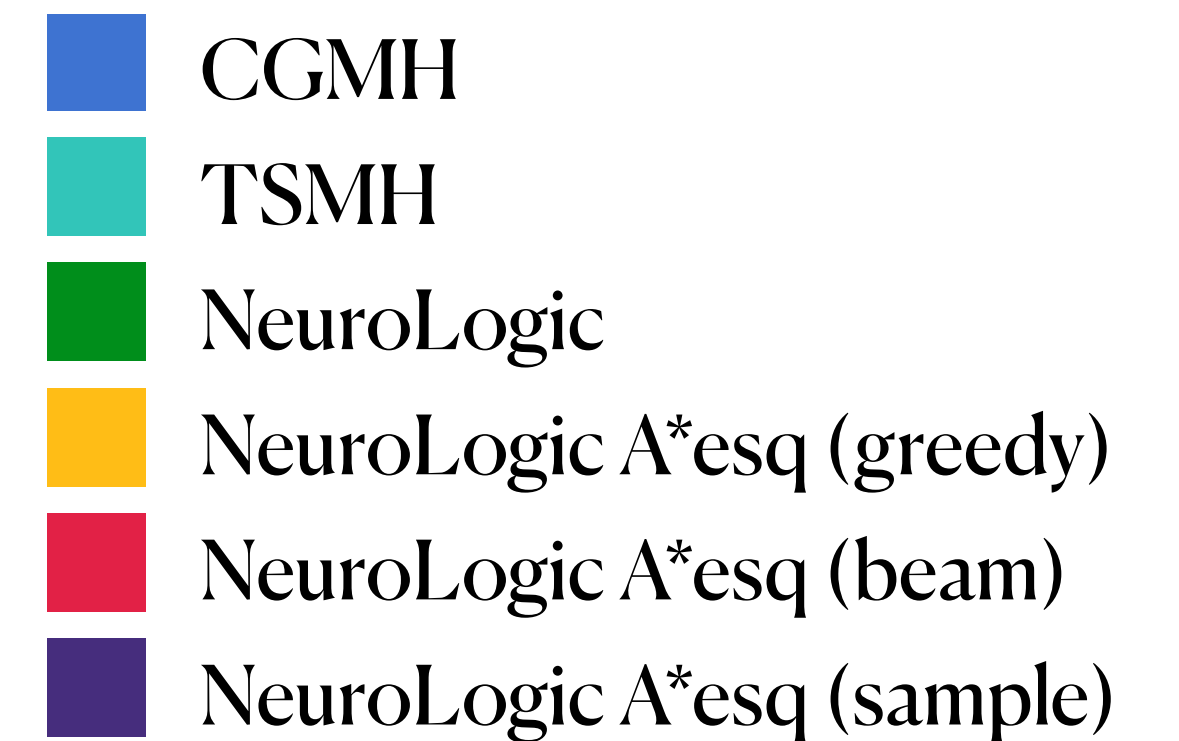 CGMH
TSMH
NeuroLogic
NeuroLogic A*esq (greedy)
NeuroLogic A*esq (beam)
NeuroLogic A*esq (sample)